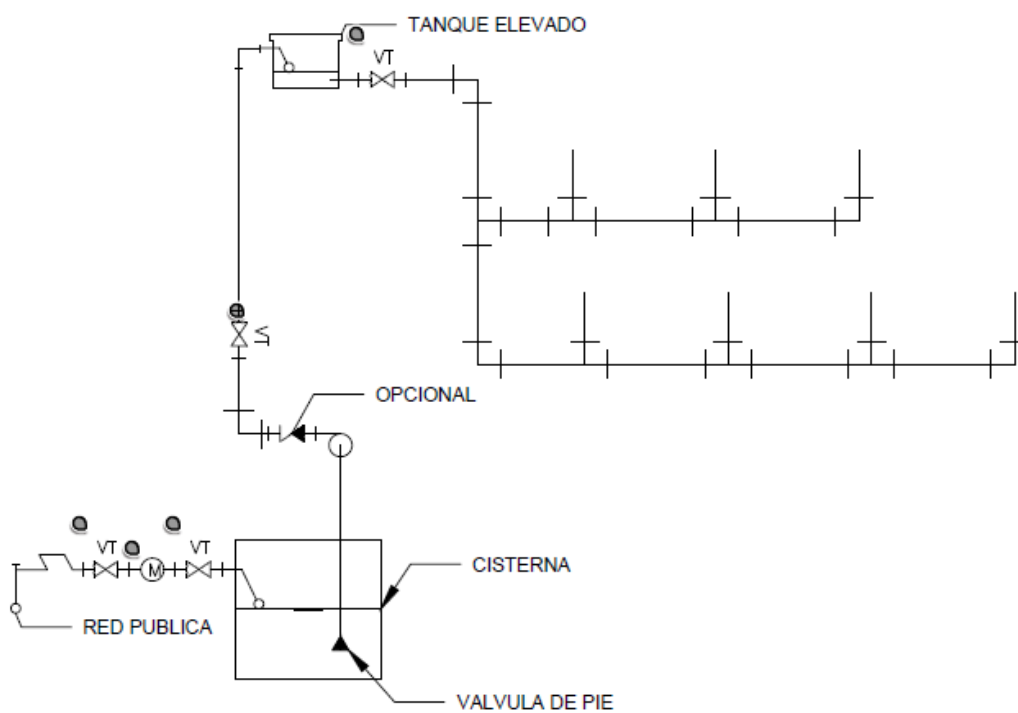 TANQUE ELEVADO
VT
VT
OPCIONAL
VT
M
VT
CISTERNA
RED PUBLICA
VALVULA DE PIE